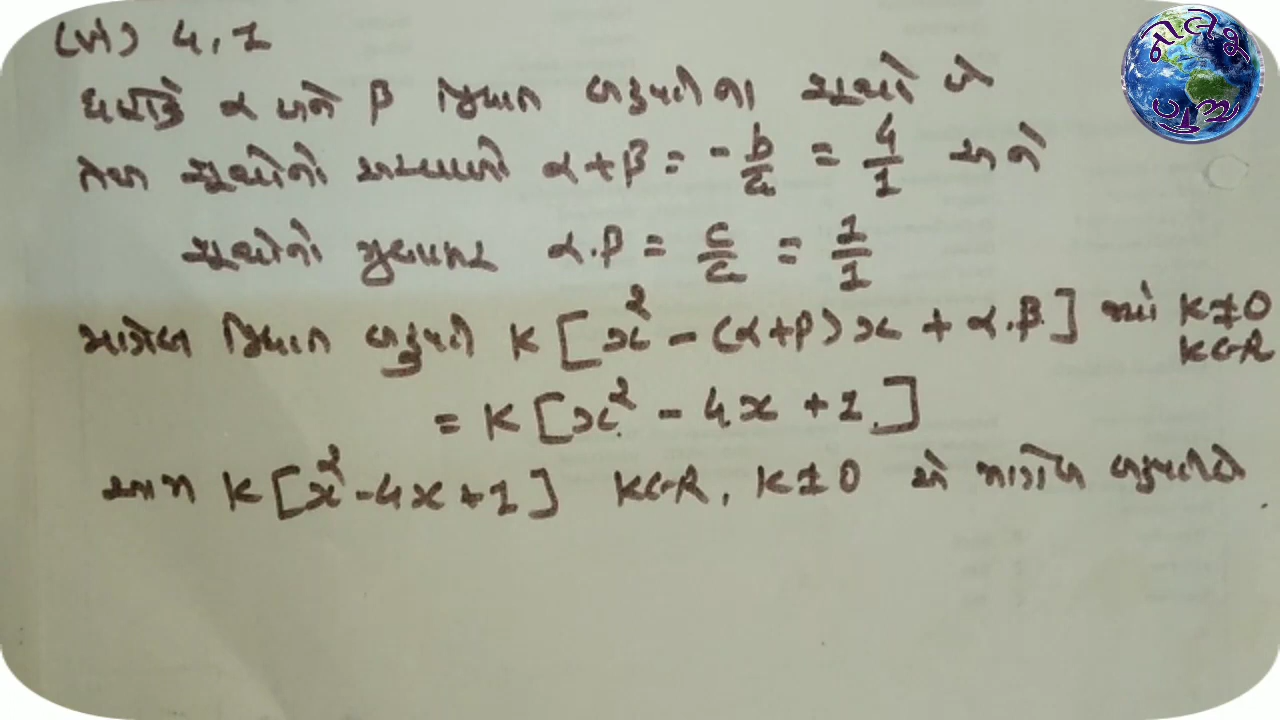 (vi) 4, 1
ધારોકે α અને β દ્વિઘાત બહુપદીના શૂન્યો છે
તેના શૂન્યોનો સરવાળો α+β = -b/a = 4/1 અને
શૂન્યોનો ગુણાકાર α.β = c/a = 1/1
માગેલ દ્વિઘાત બહુપદી K[x² - (α+β)x + α.β] જ્યાં K≠0
K∈R
= K[x² - 4x + 1]
આમ K[x²-4x+1] K∈R, K≠0 એ માગેલ બહુપદી છે.